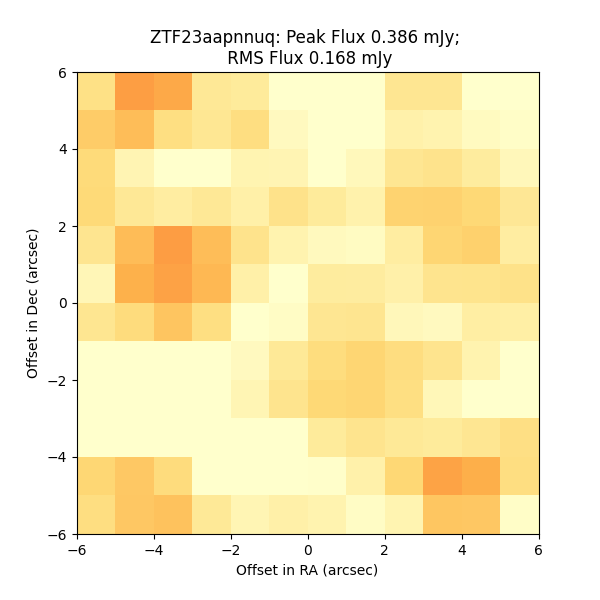 ZTF23aapnnuq: Peak Flux 0.386 mJy;
RMS Flux 0.168 mJy
6
4
2
0
−2
−4
−6
Offset in Dec (arcsec)
−6 −4 −2 0 2 4 6
Offset in RA (arcsec)